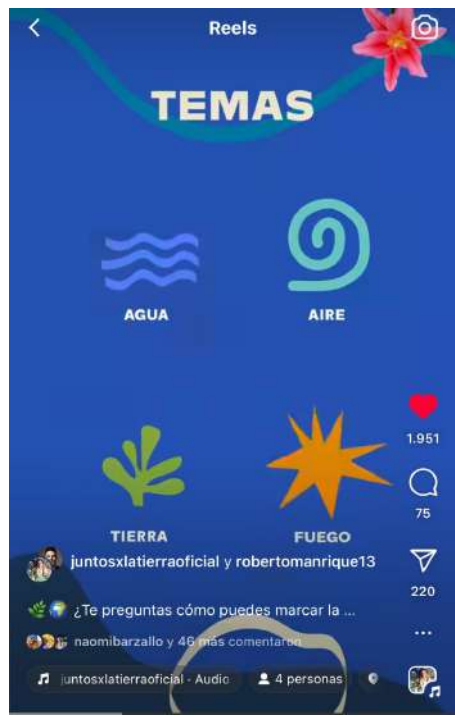 Reels
TEMAS
AGUA
AIRE
1.951
75
TIERRA
FUEGO
juntosxlatierraoficial y robertomanrique13
220
¿Te preguntas cómo puedes marcar la ...
naomibarzallo y 46 más comentaron
juntosxlatierraoficial · Audio
4 personas